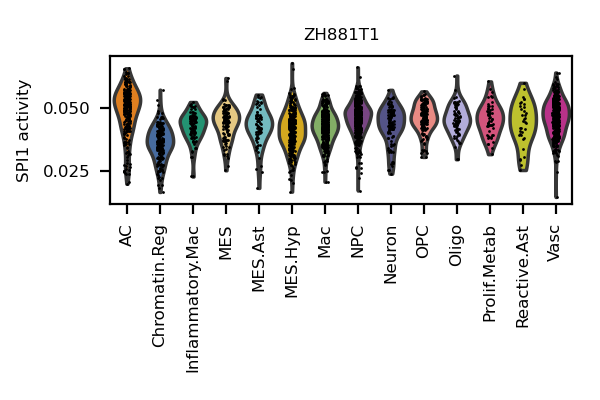 ZH881T1
SPI1 activity
0.050
0.025
AC
Chromatin.Reg
Inflammatory.Mac
MES
MES.Ast
MES.Hyp
Mac
NPC
Neuron
OPC
Oligo
Prolif.Metab
Reactive.Ast
Vasc